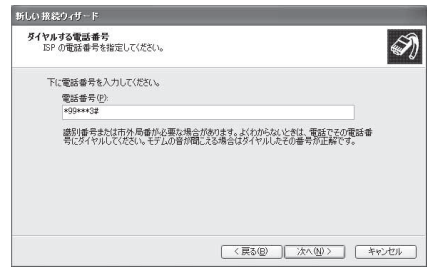 新しい接続ウィザード
ダイヤルする電話番号
ISP の電話番号を指定してください。
下に電話番号を入力してください。
電話番号(P):
*99***3#
識別番号または市外局番が必要な場合があります。よくわからないときは、電話でその電話番
号にダイヤルしてください。モデムの音が聞こえる場合はダイヤルしたその番号が正解です。
< 戻る(B)
次へ(N) >
キャンセル